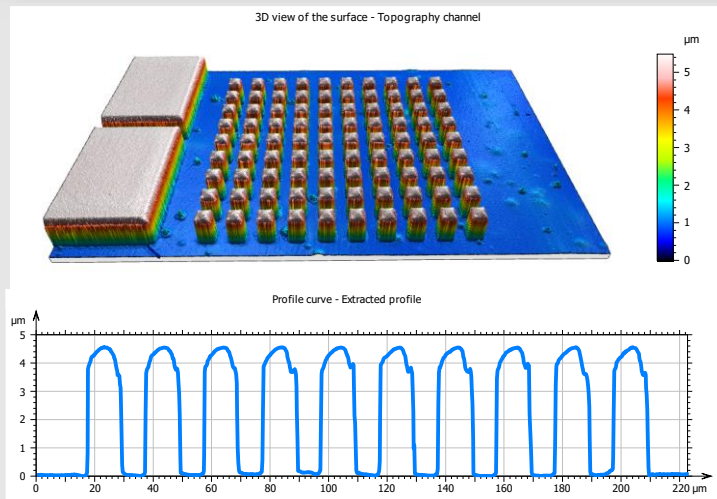 3D view of the surface - Topography channel
µm
5
4
3
2
1
0
Profile curve - Extracted profile
µm
5
4
3
2
1
0
0 20 40 60 80 100 120 140 160 180 200 220 µm